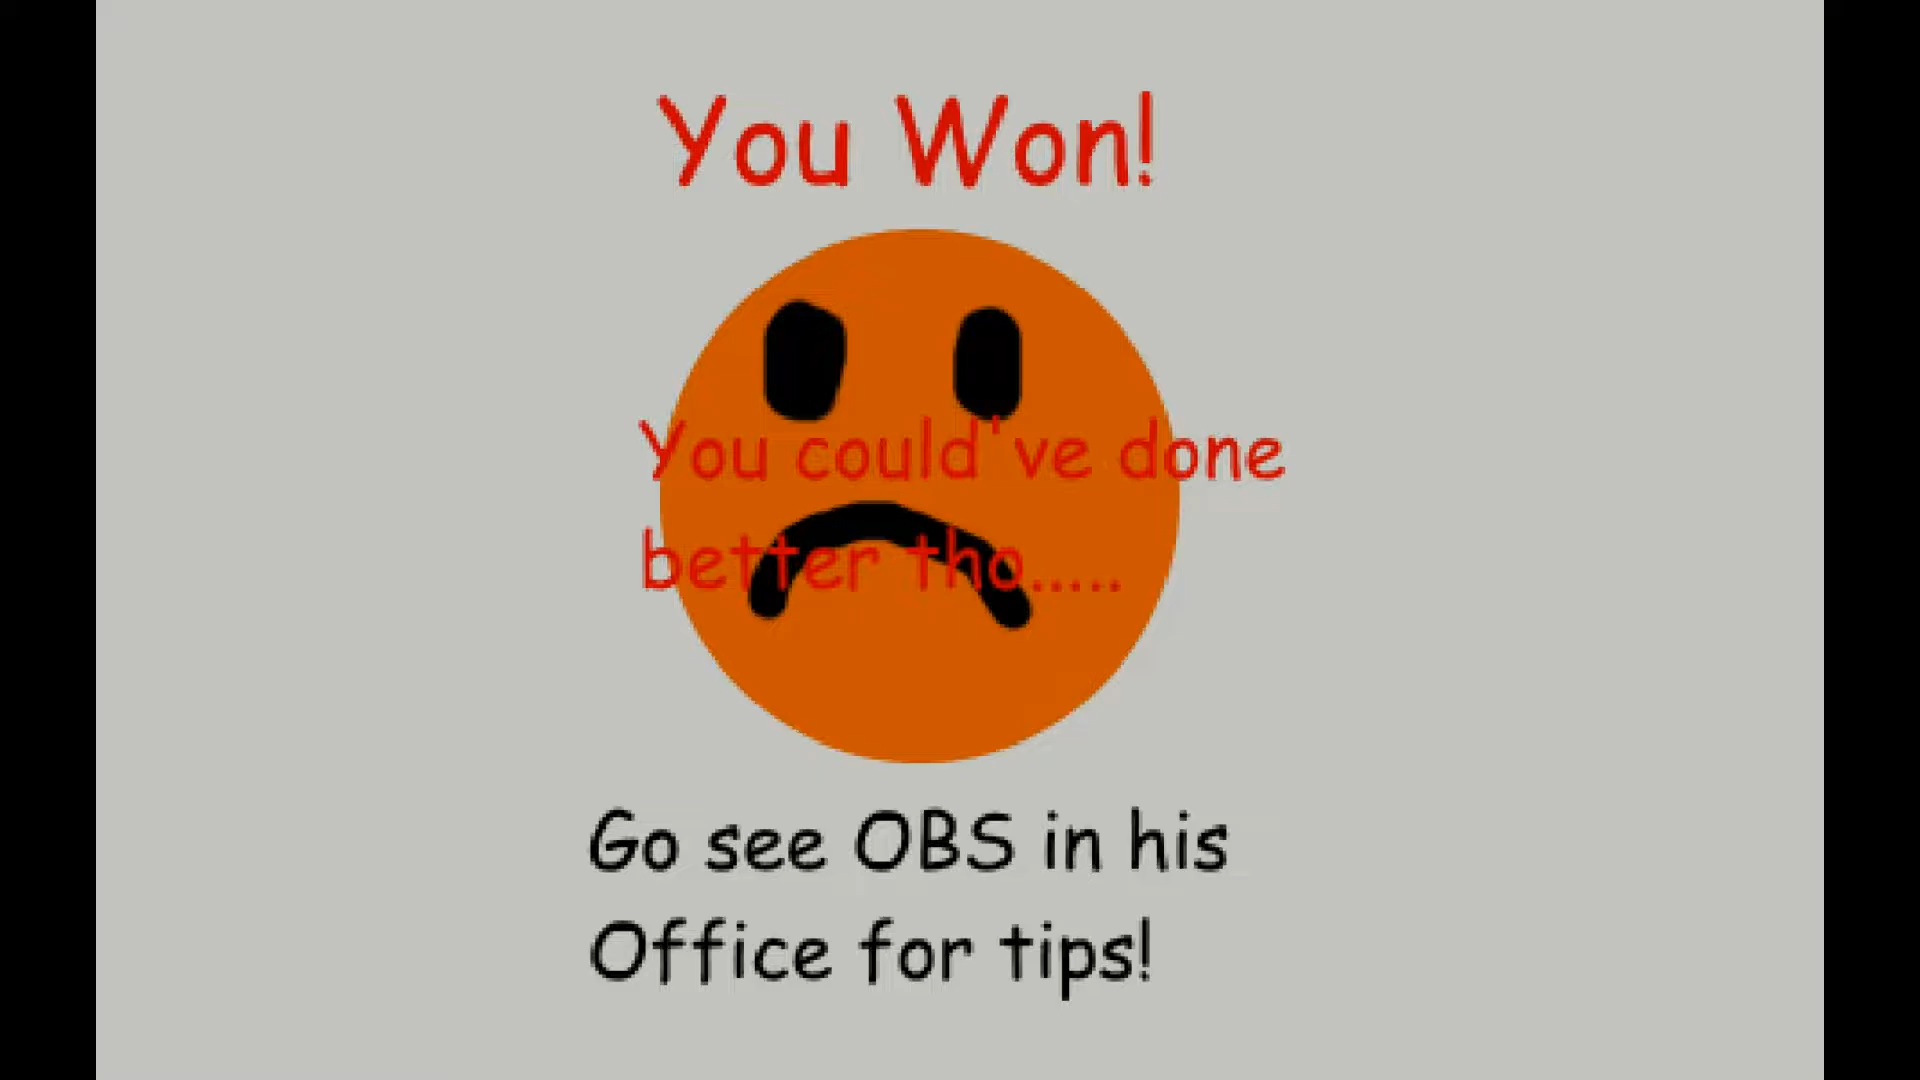 You Won!
You could've done
better tho.....
Go see OBS in his
Office for tips!